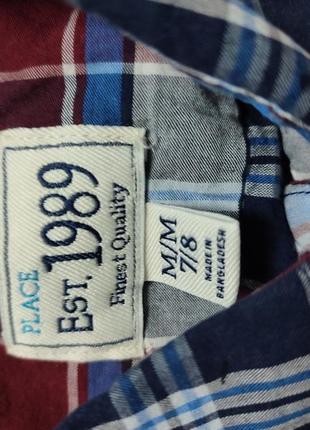 PLACE
EST. 1989
Finest Quality
M/M
7/8
MADE IN
BANGLADESH